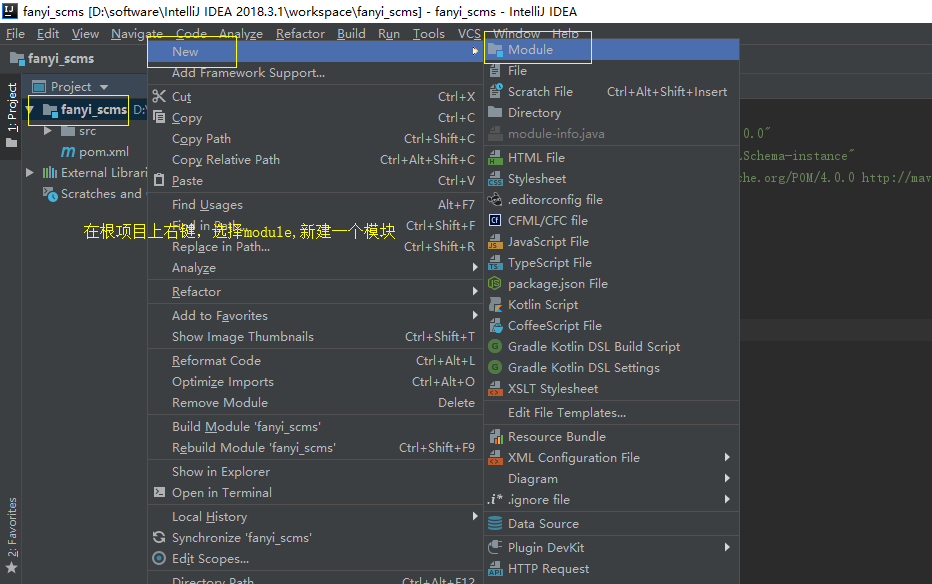 fanyi_scms [D:\software\IntelliJ IDEA 2018.3.1\workspace\fanyi_scms] - fanyi_scms - IntelliJ IDEA
File Edit View Navigate Code Analyze Refactor Build Run Tools VCS Window Help
fanyi_scms
1: Project
2: Favorites
Project
fanyi_scms D:\
src
pom.xml
External Librari
Scratches and
New
Add Framework Support...
Cut Ctrl+X
Copy Ctrl+C
Copy Path Ctrl+Shift+C
Copy Relative Path Ctrl+Alt+Shift+C
Paste Ctrl+V
Find Usages Alt+F7
Find in Path... Ctrl+Shift+F
在根项目上右键，选择module,新建一个模块
Replace in Path... Ctrl+Shift+R
Analyze
Refactor
Add to Favorites
Show Image Thumbnails Ctrl+Shift+T
Reformat Code Ctrl+Alt+L
Optimize Imports Ctrl+Alt+O
Remove Module Delete
Build Module 'fanyi_scms'
Rebuild Module 'fanyi_scms' Ctrl+Shift+F9
Show in Explorer
Open in Terminal
Local History
Synchronize 'fanyi_scms'
Edit Scopes...
Directory Path Ctrl+Alt+F12
Module
File
Scratch File Ctrl+Alt+Shift+Insert
Directory
module-info.java
HTML File
Stylesheet
.editorconfig file
CFML/CFC file
JavaScript File
TypeScript File
package.json File
Kotlin Script
CoffeeScript File
Gradle Kotlin DSL Build Script
Gradle Kotlin DSL Settings
XSLT Stylesheet
Edit File Templates...
Resource Bundle
XML Configuration File
Diagram
.ignore file
Data Source
Plugin DevKit
HTTP Request
0.0"
.Schema-instance"
che.org/POM/4.0.0 http://mav